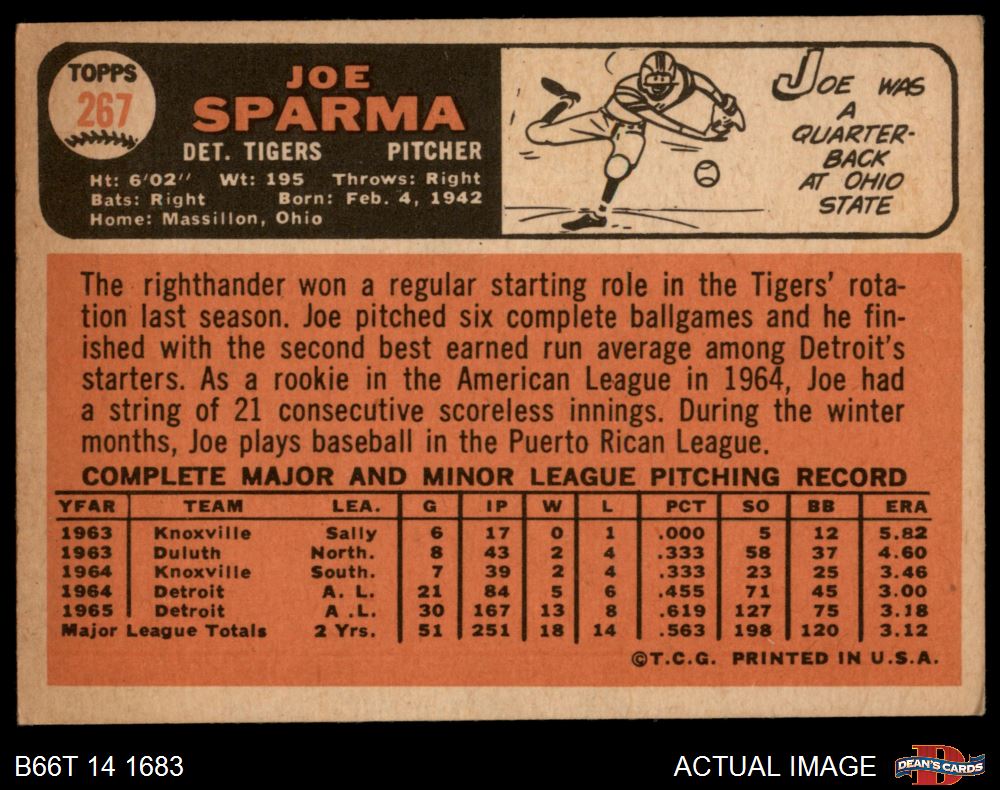 TOPPS
267
JOE
SPARMA
DET. TIGERS PITCHER
Ht: 6'02" Wt: 195 Throws: Right
Bats: Right Born: Feb. 4, 1942
Home: Massillon, Ohio
JOE WAS
A
QUARTER-
BACK
AT OHIO
STATE
The righthander won a regular starting role in the Tigers' rota-
tion last season. Joe pitched six complete ballgames and he fin-
ished with the second best earned run average among Detroit's
starters. As a rookie in the American League in 1964, Joe had
a string of 21 consecutive scoreless innings. During the winter
months, Joe plays baseball in the Puerto Rican League.
COMPLETE MAJOR AND MINOR LEAGUE PITCHING RECORD
YEAR TEAM LEA. G IP W L PCT SO BB ERA
1963 Knoxville Sally 6 17 0 1 .000 5 12 5.82
1963 Duluth North. 8 43 2 4 .333 58 37 4.60
1964 Knoxville South. 7 39 2 4 .333 23 25 3.46
1964 Detroit A. L. 21 84 5 6 .455 71 45 3.00
1965 Detroit A .L. 30 167 13 8 .619 127 75 3.18
Major League Totals 2 Yrs. 51 251 18 14 .563 198 120 3.12
©T.C.G. PRINTED IN U.S.A.
B66T 14 1683
ACTUAL IMAGE
DEAN'S CARDS